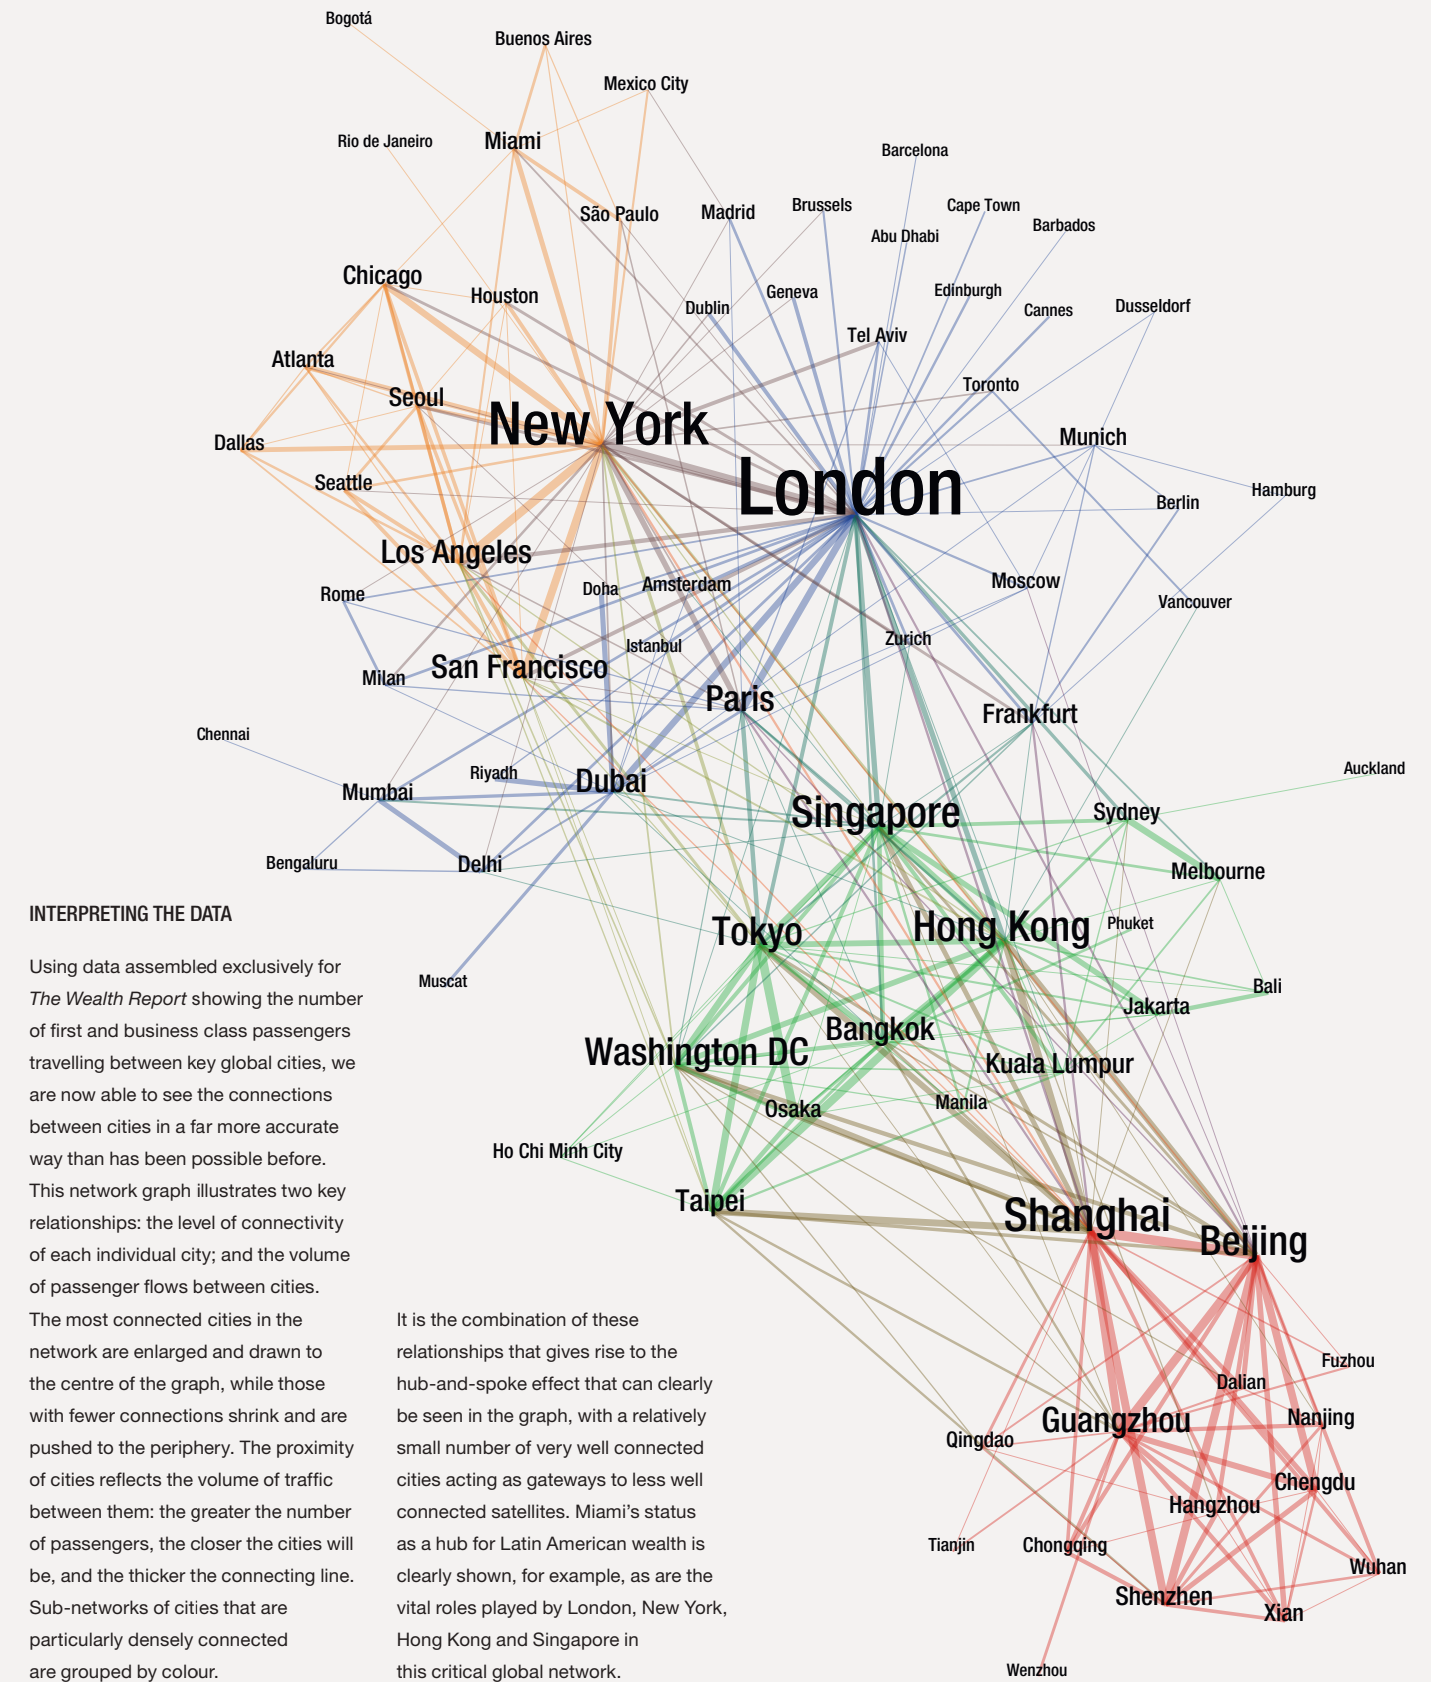 Bogotá
Buenos Aires
Mexico City
Rio de Janeiro
Miami
Barcelona
São Paulo
Madrid
Brussels
Cape Town
Abu Dhabi
Barbados
Chicago
Houston
Dublin
Geneva
Edinburgh
Cannes
Dusseldorf
Tel Aviv
Atlanta
Seoul
Toronto
New York
Dallas
Munich
London
Seattle
Berlin
Hamburg
Los Angeles
Rome
Doha
Amsterdam
Moscow
Vancouver
Istanbul
Zurich
Milan
San Francisco
Paris
Frankfurt
Chennai
Mumbai
Riyadh
Dubai
Auckland
Singapore
Sydney
Bengaluru
Delhi
Melbourne
Tokyo
Hong Kong
Phuket
Muscat
Bali
Jakarta
Bangkok
Washington DC
Kuala Lumpur
Osaka
Manila
Ho Chi Minh City
Taipei
Shanghai
Beijing
Fuzhou
Dalian
Guangzhou
Nanjing
Qingdao
Chengdu
Hangzhou
Tianjin
Chongqing
Wuhan
Shenzhen
Xian
Wenzhou
INTERPRETING THE DATA
Using data assembled exclusively for
The Wealth Report showing the number
of first and business class passengers
travelling between key global cities, we
are now able to see the connections
between cities in a far more accurate
way than has been possible before.
This network graph illustrates two key
relationships: the level of connectivity
of each individual city; and the volume
of passenger flows between cities.
The most connected cities in the
network are enlarged and drawn to
the centre of the graph, while those
with fewer connections shrink and are
pushed to the periphery. The proximity
of cities reflects the volume of traffic
between them: the greater the number
of passengers, the closer the cities will
be, and the thicker the connecting line.
Sub-networks of cities that are
particularly densely connected
are grouped by colour.
It is the combination of these
relationships that gives rise to the
hub-and-spoke effect that can clearly
be seen in the graph, with a relatively
small number of very well connected
cities acting as gateways to less well
connected satellites. Miami’s status
as a hub for Latin American wealth is
clearly shown, for example, as are the
vital roles played by London, New York,
Hong Kong and Singapore in
this critical global network.